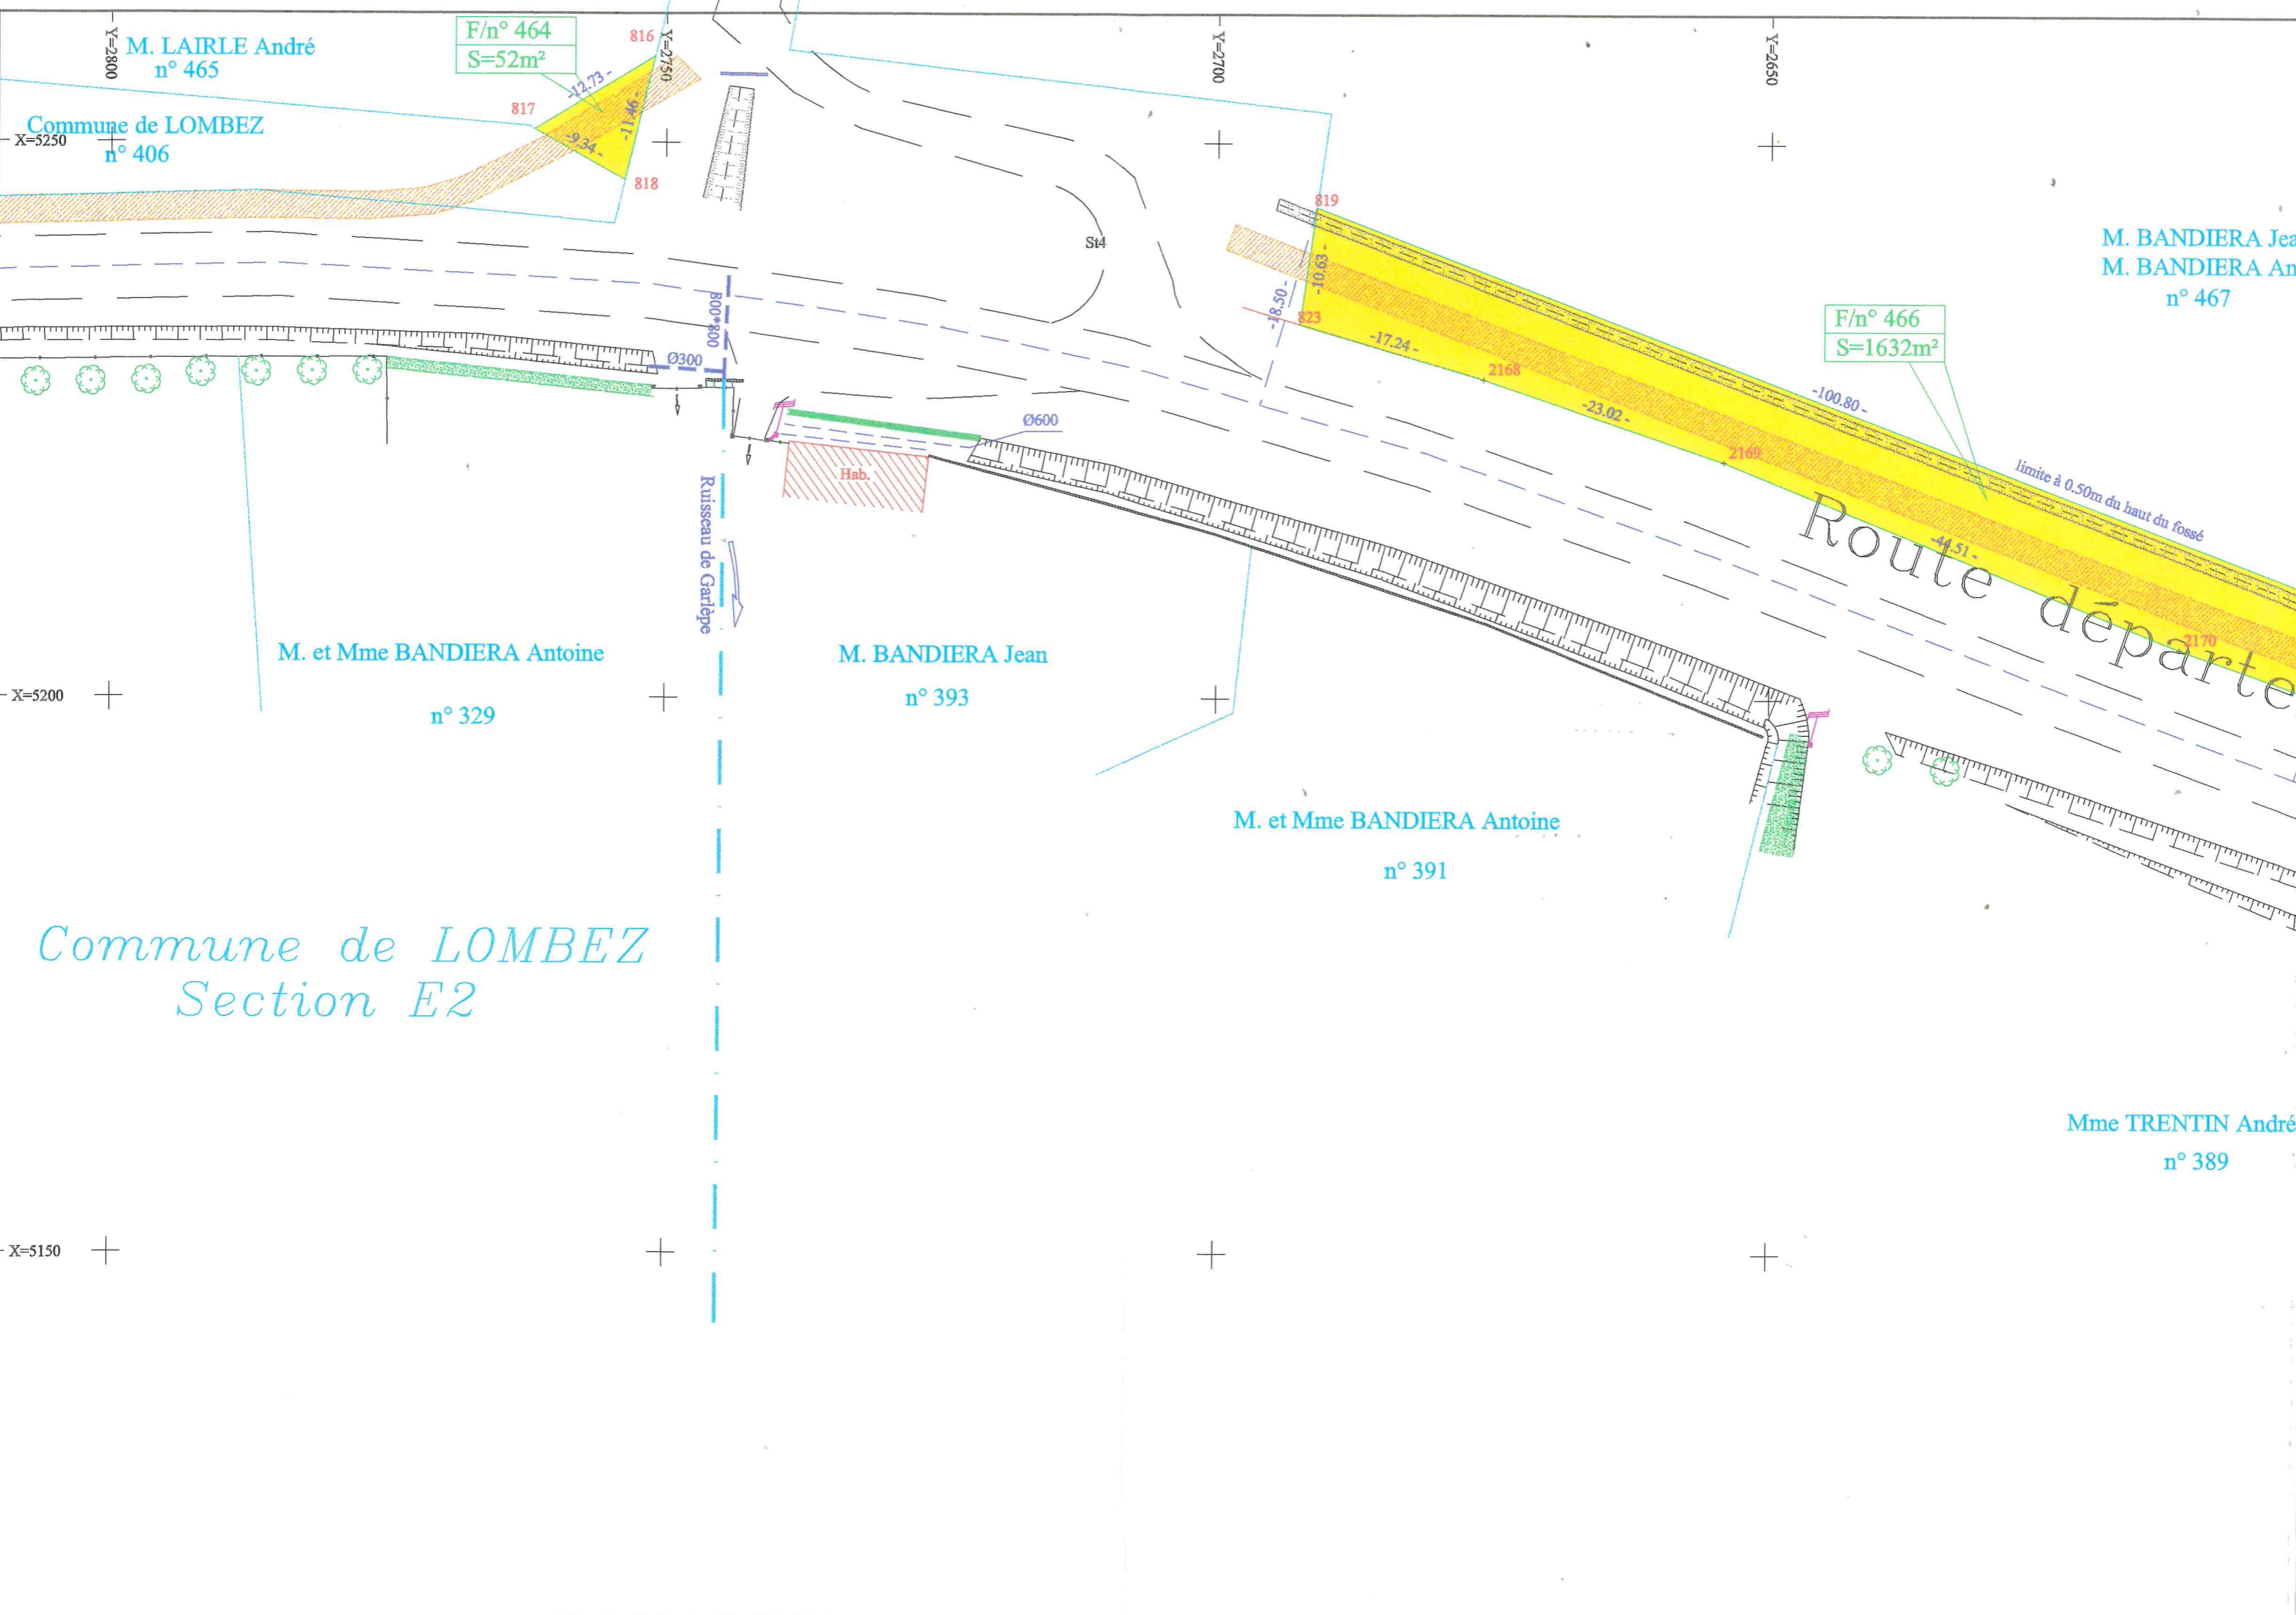 Y=2800
Y=2750
Y=2700
Y=2650
M. LAIRLE André
n° 465
F/n° 464
S=52m²
816
-12.73 -
817
-11.46 -
-9.34 -
818
Commune de LOMBEZ
X=5250
n° 406
St4
819
-10.63 -
-18.50 -
823
-17.24 -
2168
-23.02 -
2169
-100.80 -
F/n° 466
S=1632m²
M. BANDIERA Jea
M. BANDIERA An
n° 467
limite à 0.50m du haut du fossé
-44.51 -
2170
Route départe
800*800
Ø300
Ø600
Hab.
Ruisseau de Garlèpe
M. et Mme BANDIERA Antoine
n° 329
M. BANDIERA Jean
n° 393
X=5200
M. et Mme BANDIERA Antoine
n° 391
Commune de LOMBEZ
Section E2
Mme TRENTIN André
n° 389
X=5150